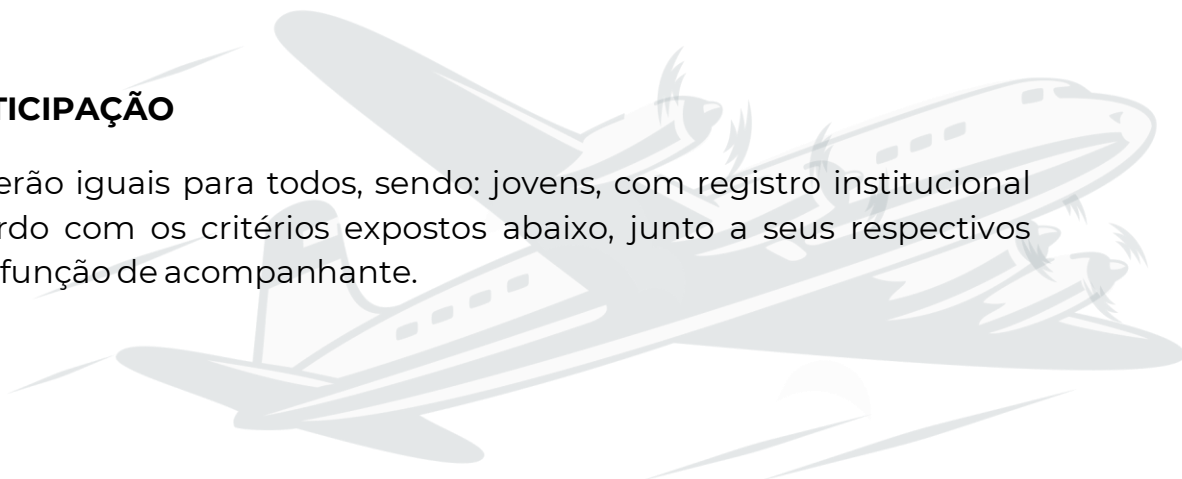 TICIPAÇÃO
erão iguais para todos, sendo: jovens, com registro institucional
rdo com os critérios expostos abaixo, junto a seus respectivos
função de acompanhante.